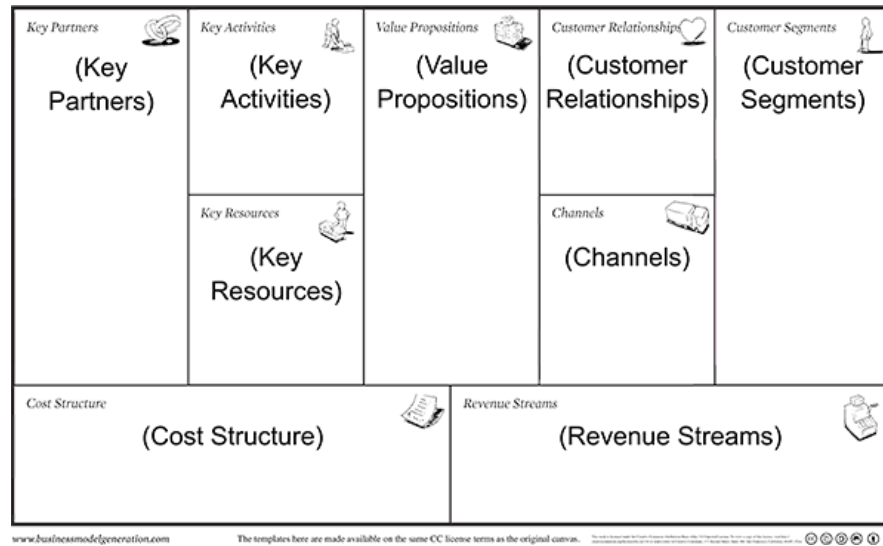 Key Partners
(Key
Partners)
Key Activities
(Key
Activities)
Key Resources
(Key
Resources)
Value Propositions
(Value
Propositions)
Customer Relationships
(Customer
Relationships)
Channels
(Channels)
Customer Segments
(Customer
Segments)
Cost Structure
(Cost Structure)
Revenue Streams
(Revenue Streams)
www.businessmodelgeneration.com
The templates here are made available on the same CC license terms as the original canvas.